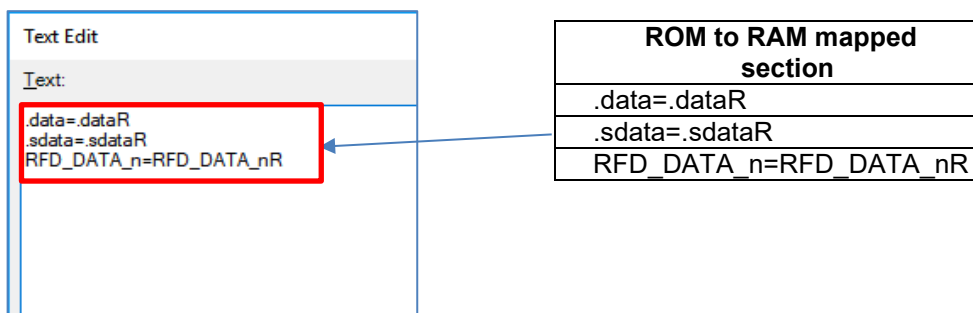 Text Edit
Text:
.data=.dataR
.sdata=.sdataR
RFD_DATA_n=RFD_DATA_nR
ROM to RAM mapped
section
.data=.dataR
.sdata=.sdataR
RFD_DATA_n=RFD_DATA_nR